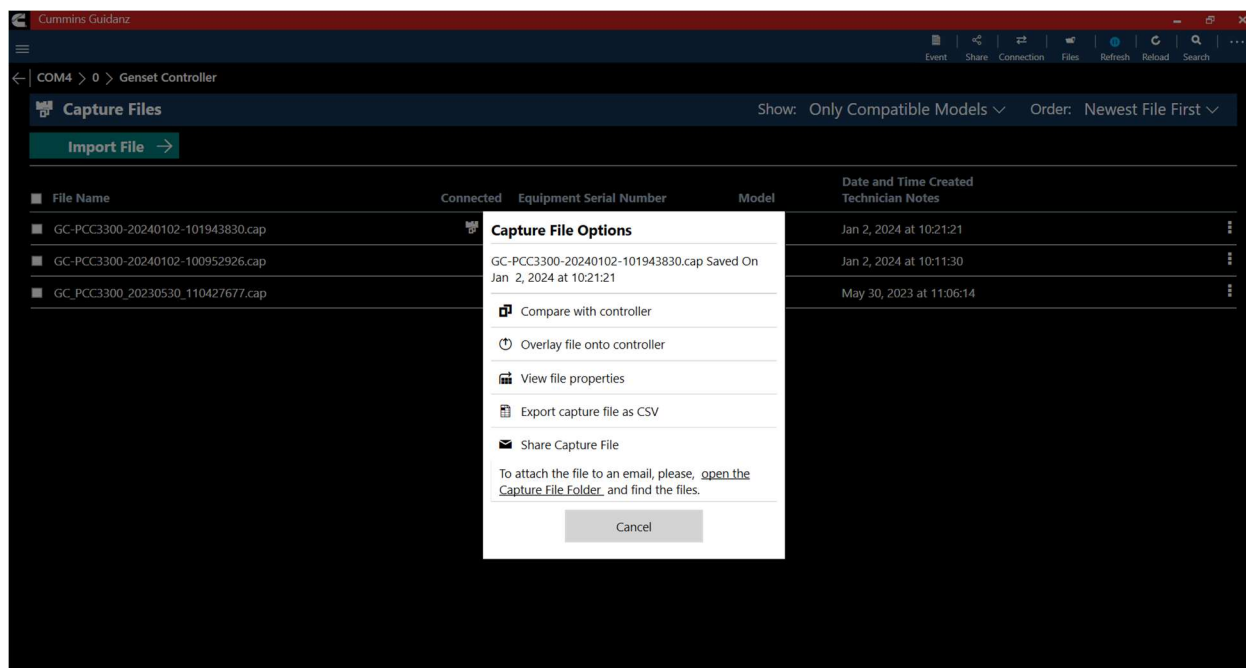 Cummins Guidanz
Event Share Connection Files Refresh Reload Search
COM4 > 0 > Genset Controller
Capture Files
Show: Only Compatible Models
Order: Newest File First
Import File
File Name
Connected
Equipment Serial Number
Model
Date and Time Created
Technician Notes
GC-PCC3300-20240102-101943830.cap
Jan 2, 2024 at 10:21:21
GC-PCC3300-20240102-100952926.cap
Jan 2, 2024 at 10:11:30
GC_PCC3300_20230530_110427677.cap
May 30, 2023 at 11:06:14
Capture File Options
GC-PCC3300-20240102-101943830.cap Saved On
Jan 2, 2024 at 10:21:21
Compare with controller
Overlay file onto controller
View file properties
Export capture file as CSV
Share Capture File
To attach the file to an email, please, open the
Capture File Folder and find the files.
Cancel